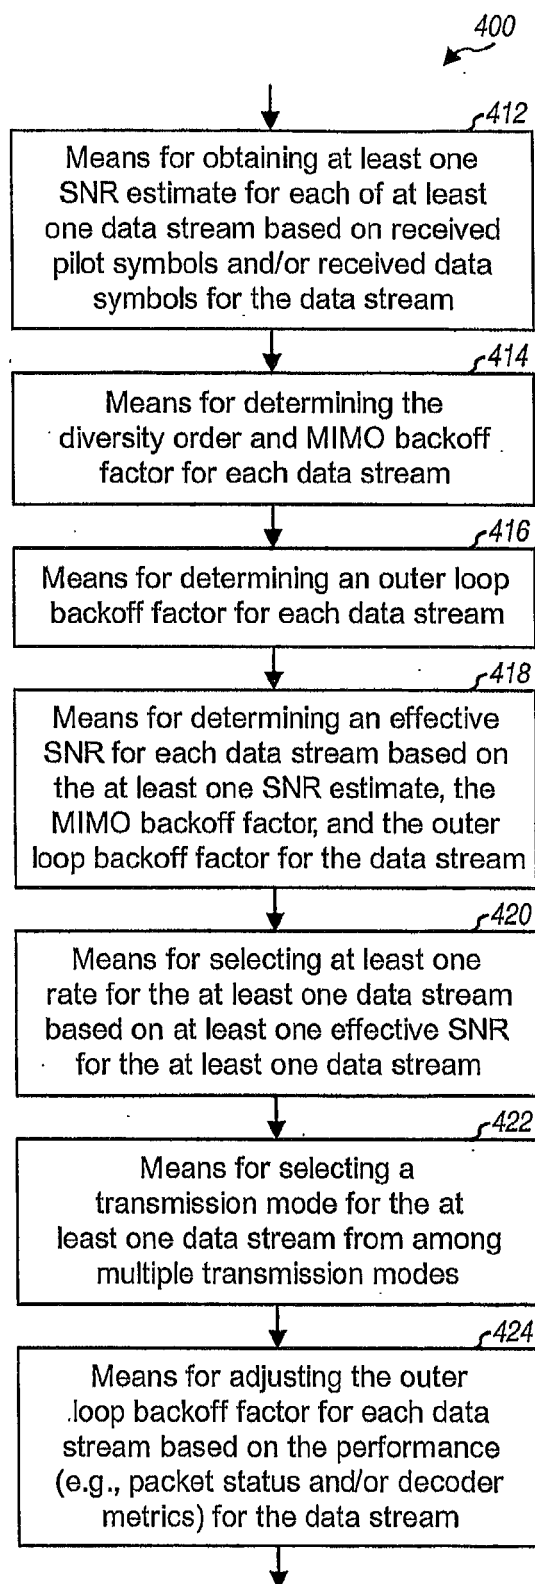 400
412
Means for obtaining at least one
SNR estimate for each of at least
one data stream based on received
pilot symbols and/or received data
symbols for the data stream
414
Means for determining the
diversity order and MIMO backoff
factor for each data stream
416
Means for determining an outer loop
backoff factor for each data stream
418
Means for determining an effective
SNR for each data stream based on
the at least one SNR estimate, the
MIMO backoff factor, and the outer
loop backoff factor for the data stream
420
Means for selecting at least one
rate for the at least one data stream
based on at least one effective SNR
for the at least one data stream
422
Means for selecting a
transmission mode for the at
least one data stream from among
multiple transmission modes
424
Means for adjusting the outer
loop backoff factor for each data
stream based on the performance
(e.g., packet status and/or decoder
metrics) for the data stream